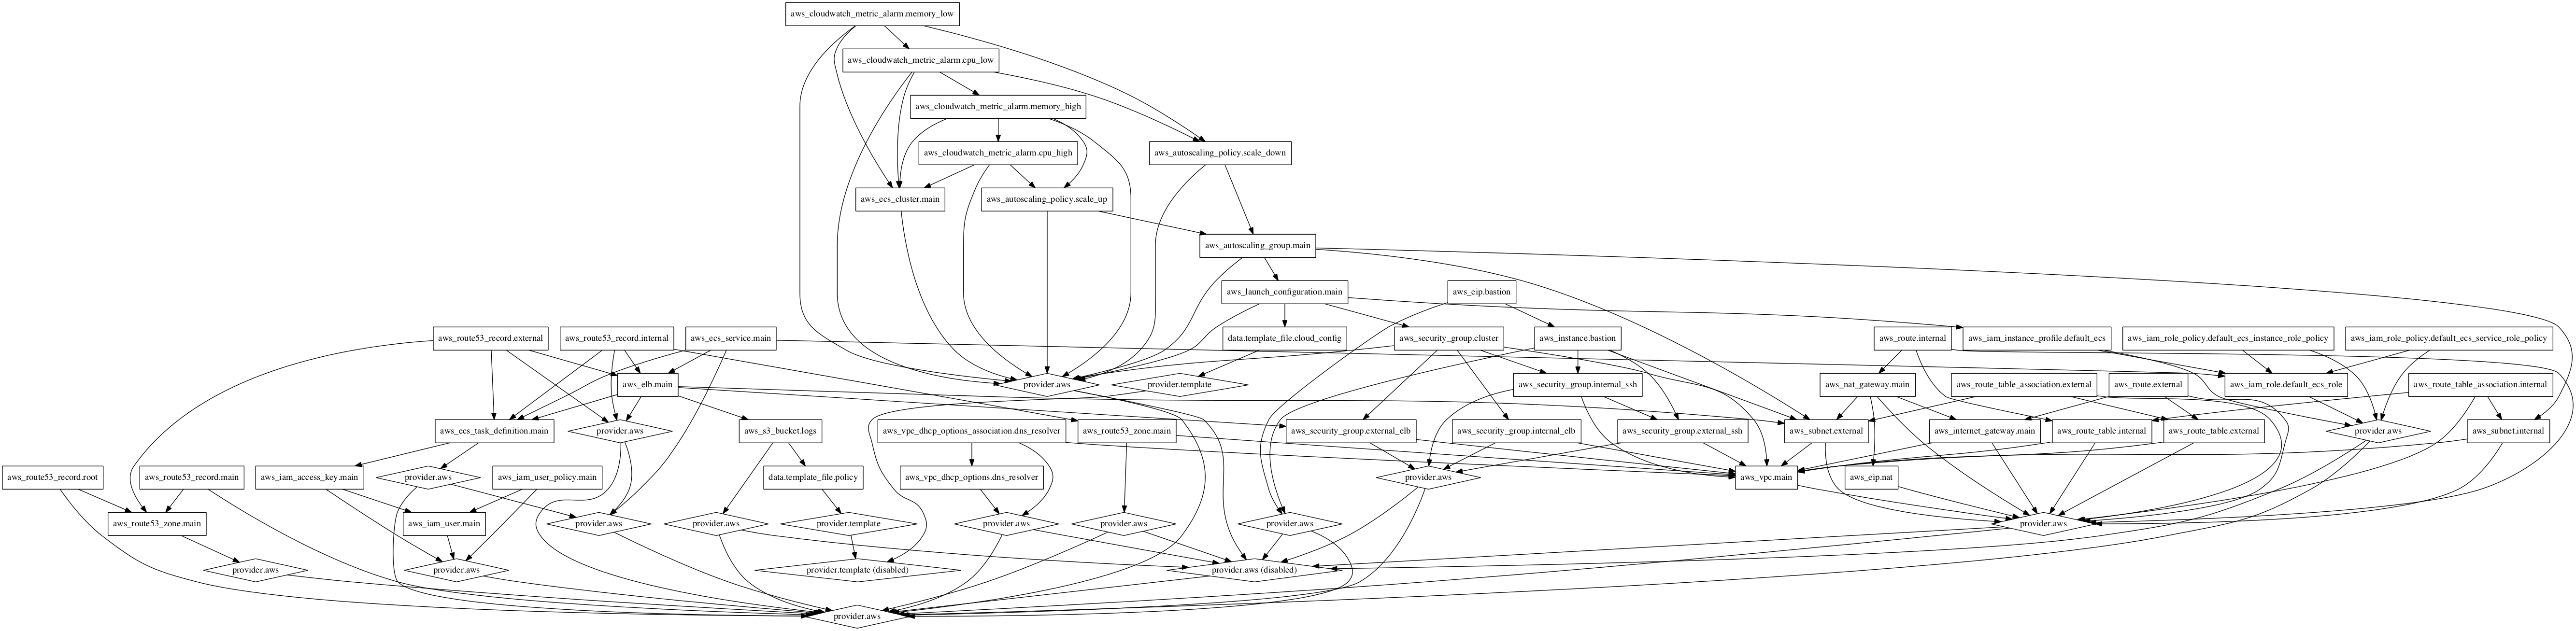 aws_cloudwatch_metric_alarm.memory_low
aws_cloudwatch_metric_alarm.cpu_low
aws_cloudwatch_metric_alarm.memory_high
aws_cloudwatch_metric_alarm.cpu_high
aws_autoscaling_policy.scale_down
aws_ecs_cluster.main
aws_autoscaling_policy.scale_up
aws_autoscaling_group.main
aws_launch_configuration.main
aws_eip.bastion
aws_route53_record.external
aws_route53_record.internal
aws_ecs_service.main
data.template_file.cloud_config
aws_security_group.cluster
aws_instance.bastion
aws_route.internal
aws_iam_instance_profile.default_ecs
aws_iam_role_policy.default_ecs_instance_role_policy
aws_iam_role_policy.default_ecs_service_role_policy
aws_elb.main
provider.aws
provider.template
aws_security_group.internal_ssh
aws_nat_gateway.main
aws_route_table_association.external
aws_route.external
aws_iam_role.default_ecs_role
aws_route_table_association.internal
aws_ecs_task_definition.main
provider.aws
aws_s3_bucket.logs
aws_vpc_dhcp_options_association.dns_resolver
aws_route53_zone.main
aws_security_group.external_elb
aws_security_group.internal_elb
aws_security_group.external_ssh
aws_subnet.external
aws_internet_gateway.main
aws_route_table.internal
aws_route_table.external
provider.aws
aws_subnet.internal
aws_route53_record.root
aws_route53_record.main
aws_iam_access_key.main
provider.aws
aws_iam_user_policy.main
data.template_file.policy
aws_vpc_dhcp_options.dns_resolver
provider.aws
aws_vpc.main
aws_eip.nat
aws_route53_zone.main
aws_iam_user.main
provider.aws
provider.aws
provider.template
provider.aws
provider.aws
provider.aws
provider.aws
provider.aws
provider.aws
provider.template (disabled)
provider.aws (disabled)
provider.aws